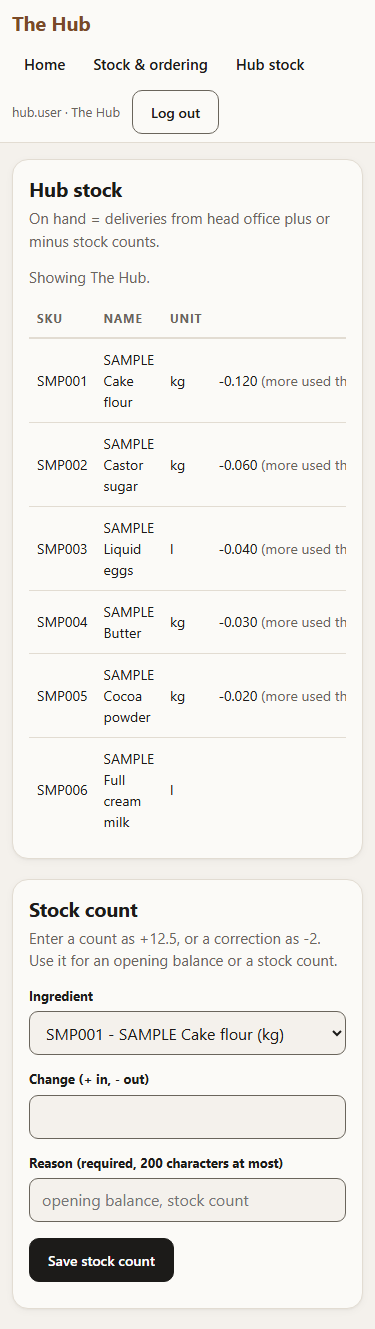 The Hub
Home Stock & ordering Hub stock
hub.user · The Hub Log out
Hub stock
On hand = deliveries from head office plus or
minus stock counts.
Showing The Hub.
SKU NAME UNIT
SMP001 SAMPLE Cake flour kg -0.120 (more used th
SMP002 SAMPLE Castor sugar kg -0.060 (more used th
SMP003 SAMPLE Liquid eggs l -0.040 (more used th
SMP004 SAMPLE Butter kg -0.030 (more used th
SMP005 SAMPLE Cocoa powder kg -0.020 (more used th
SMP006 SAMPLE Full cream milk l
Stock count
Enter a count as +12.5, or a correction as -2.
Use it for an opening balance or a stock count.
Ingredient
SMP001 - SAMPLE Cake flour (kg)
Change (+ in, - out)
Reason (required, 200 characters at most)
opening balance, stock count
Save stock count